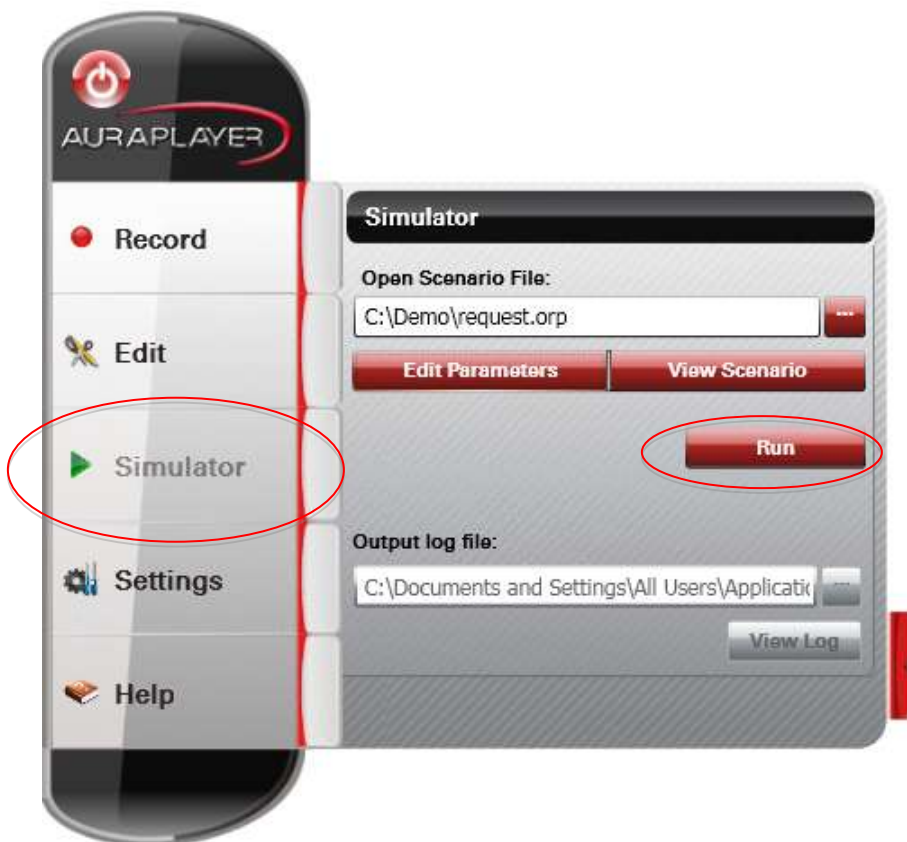 AURAPLAYER
Record
Edit
Simulator
Settings
Help
Simulator
Open Scenario File:
C:\Demo\request.orp
...
Edit Parameters
View Scenario
Run
Output log file:
C:\Documents and Settings\All Users\Applicatic
...
View Log